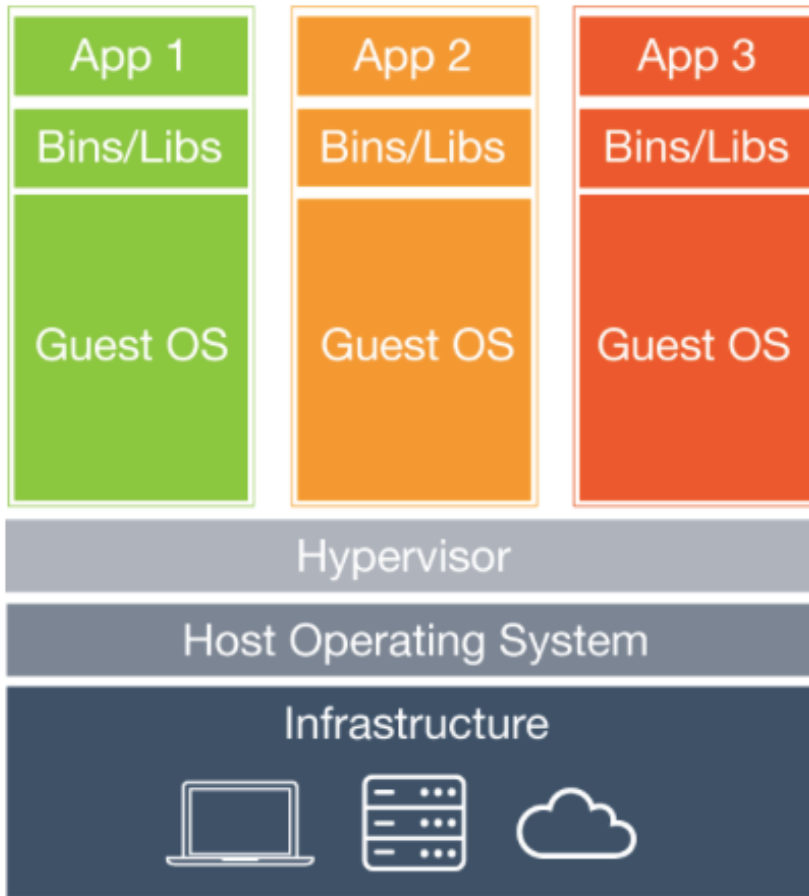 App 1
App 2
App 3
Bins/Libs
Bins/Libs
Bins/Libs
Guest OS
Guest OS
Guest OS
Hypervisor
Host Operating System
Infrastructure